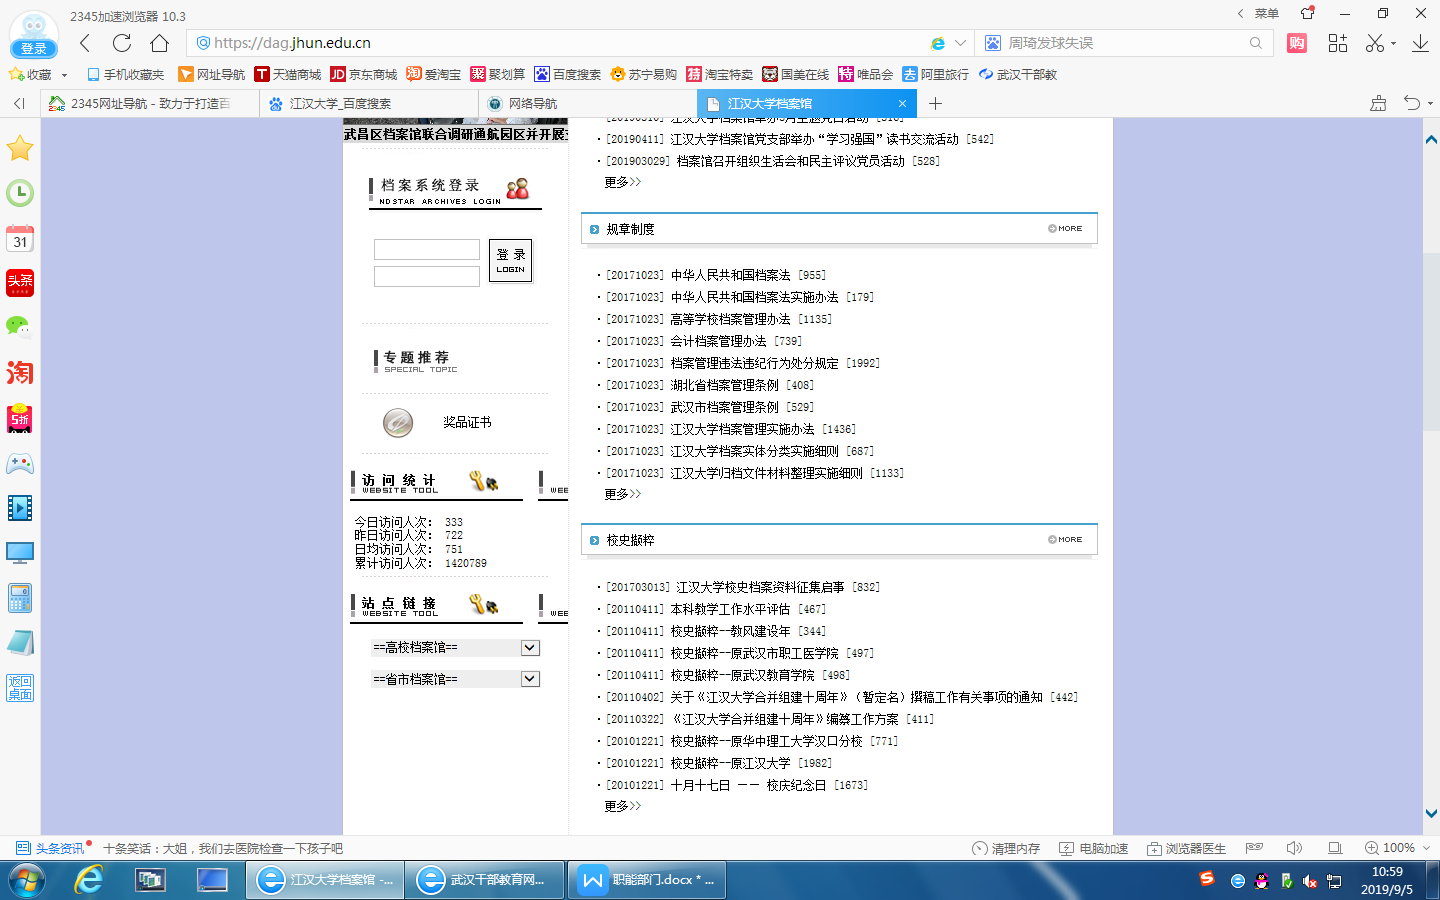 2345加速浏览器 10.3
菜单
登录
https://dag.jhun.edu.cn
周琦发球失误
购
收藏 手机收藏夹 网址导航 T 天猫商城 JD 京东商城 淘 爱淘宝 聚 聚划算 百度搜索 苏宁易购 特 淘宝特卖 国美在线 特 唯品会 去 阿里旅行 武汉干部教
2345网址导航 - 致力于打造百 江汉大学_百度搜索 网络导航 江汉大学档案馆
31
头条
淘
5折
返回
桌面
武昌区档案馆联合调研通航园区并开展
档案系统登录
NDSTAR ARCHIVES LOGIN
登 录
LOGIN
专题推荐
SPECIAL TOPIC
奖品证书
访 问 统 计
WEBSITE TOOL
WEE
今日访问人次： 333
昨日访问人次： 722
日均访问人次： 751
累计访问人次： 1420789
站 点 链 接
WEBSITE TOOL
WEE
==高校档案馆==
==省市档案馆==
·[20190411] 江汉大学档案馆党支部举办“学习强国”读书交流活动 [542]
·[201903029] 档案馆召开组织生活会和民主评议党员活动 [528]
更多>>
规章制度
MORE
·[20171023] 中华人民共和国档案法 [955]
·[20171023] 中华人民共和国档案法实施办法 [179]
·[20171023] 高等学校档案管理办法 [1135]
·[20171023] 会计档案管理办法 [739]
·[20171023] 档案管理违法违纪行为处分规定 [1992]
·[20171023] 湖北省档案管理条例 [408]
·[20171023] 武汉市档案管理条例 [529]
·[20171023] 江汉大学档案管理实施办法 [1436]
·[20171023] 江汉大学档案实体分类实施细则 [687]
·[20171023] 江汉大学归档文件材料整理实施细则 [1133]
更多>>
校史撷粹
MORE
·[201703013] 江汉大学校史档案资料征集启事 [832]
·[20110411] 本科教学工作水平评估 [467]
·[20110411] 校史撷粹--教风建设年 [344]
·[20110411] 校史撷粹--原武汉市职工医学院 [497]
·[20110411] 校史撷粹--原武汉教育学院 [498]
·[20110402] 关于《江汉大学合并组建十周年》（暂定名）撰稿工作有关事项的通知 [442]
·[20110322] 《江汉大学合并组建十周年》编纂工作方案 [411]
·[20101221] 校史撷粹--原华中理工大学汉口分校 [771]
·[20101221] 校史撷粹--原江汉大学 [1982]
·[20101221] 十月十七日 —— 校庆纪念日 [1673]
更多>>
头条资讯 十条笑话：大姐，我们去医院检查一下孩子吧
清理内存 电脑加速 浏览器医生 100%
江汉大学档案馆 -... 武汉干部教育网... 职能部门.docx * ...
10:59
2019/9/5